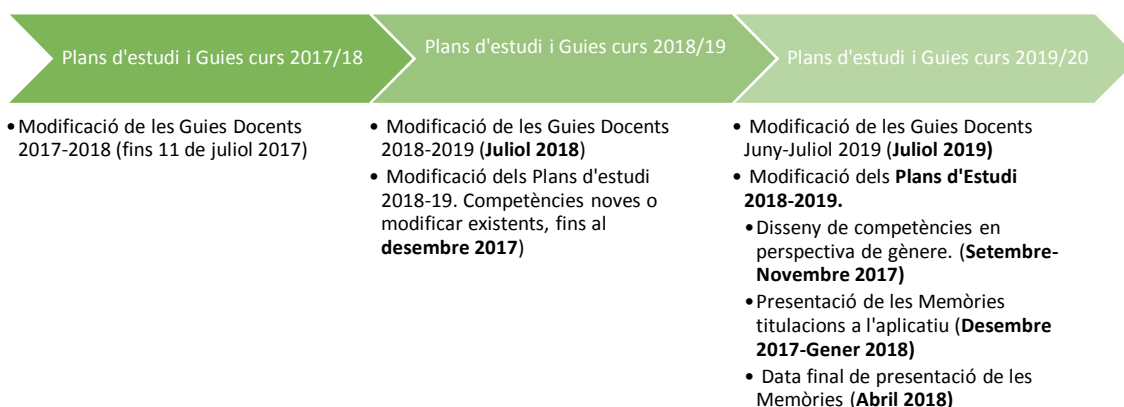 Plans d'estudi i Guies curs 2017/18
Plans d'estudi i Guies curs 2018/19
Plans d'estudi i Guies curs 2019/20
•Modificació de les Guies Docents
2017-2018 (fins 11 de juliol 2017)
• Modificació de les Guies Docents
2018-2019 (Juliol 2018)
• Modificació dels Plans d'estudi
2018-19. Competències noves o
modificar existents, fins al
desembre 2017)
• Modificació de les Guies Docents
Juny-Juliol 2019 (Juliol 2019)
• Modificació dels Plans d'Estudi
2018-2019.
•Disseny de competències en
perspectiva de gènere. (Setembre-
Novembre 2017)
•Presentació de les Memòries
titulacions a l'aplicatiu (Desembre
2017-Gener 2018)
• Data final de presentació de les
Memòries (Abril 2018)